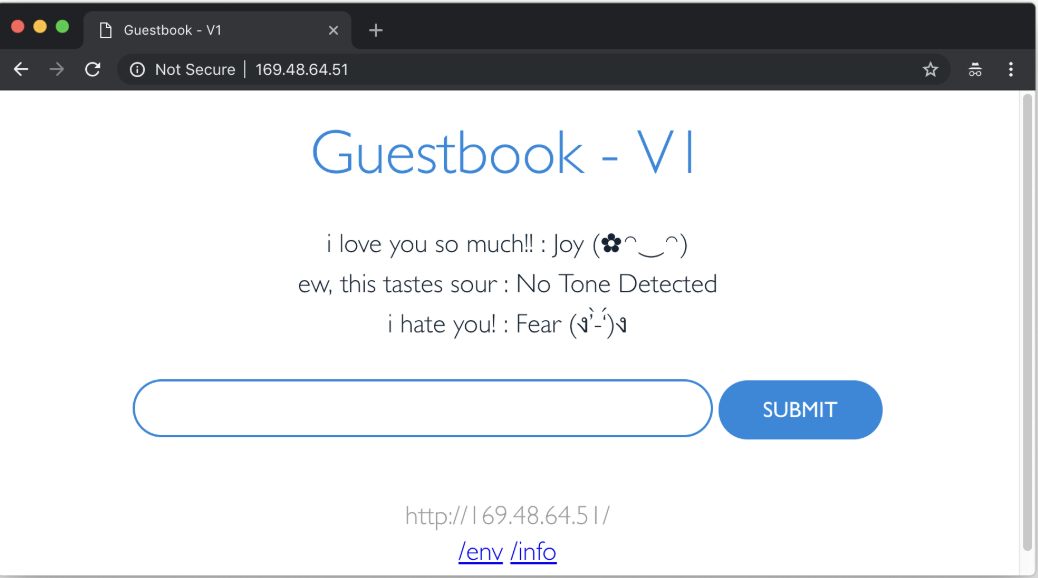 Guestbook - V1
Not Secure | 169.48.64.51
Guestbook - V1
i love you so much!! : Joy (✿◠‿◠)
ew, this tastes sour : No Tone Detected
i hate you! : Fear (ง'̀-'́)ง
SUBMIT
http://169.48.64.51/
/env /info